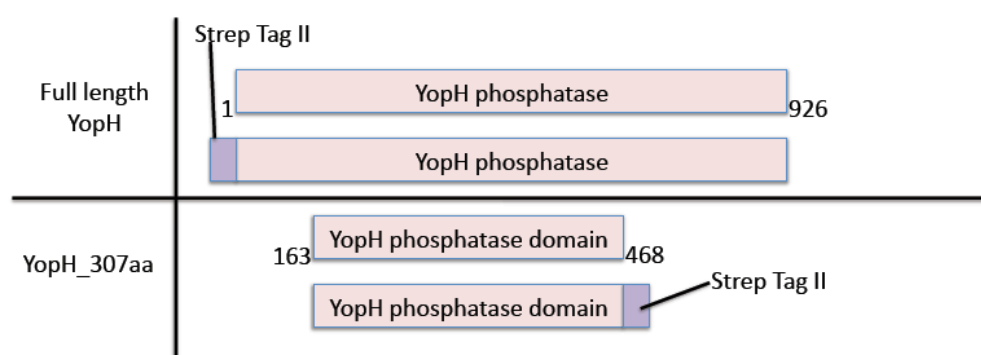 Strep Tag II
Full length
YopH
YopH phosphatase
1
926
YopH phosphatase
YopH_307aa
YopH phosphatase domain
163
468
Strep Tag II
YopH phosphatase domain